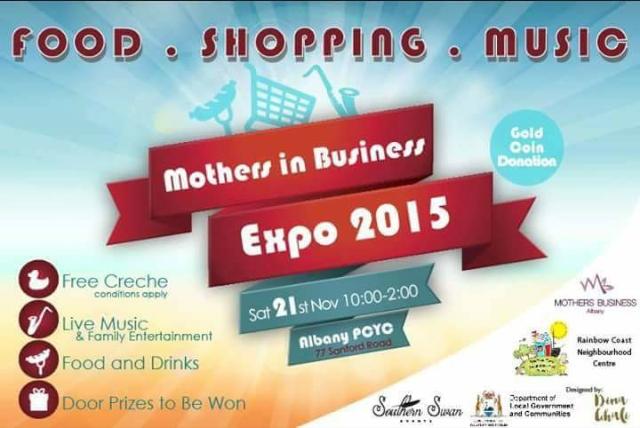 FOOD . SHOPPING . MUSIC
Gold
Coin
Donation
Mothers in Business
Expo 2015
Sat 21st Nov 10:00-2:00
Albany PCYC
77 Sanford Road
Free Creche
conditions apply
Live Music
& Family Entertainment
Food and Drinks
Door Prizes to Be Won
MOTHERS BUSINESS
Albany
Rainbow Coast
Neighbourhood
Centre
Southern Swan
EVENTS
Department of
Local Government
and Communities
Designed by:
Dina